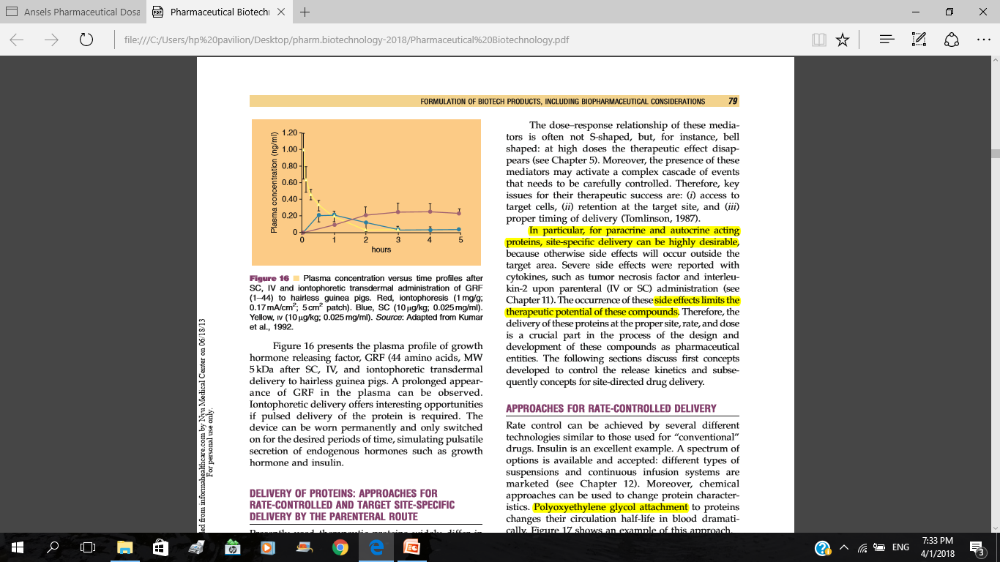 Ansels Pharmaceutical Dosa
Pharmaceutical Biotechn
file:///C:/Users/hp%20pavilion/Desktop/pharm.biotechnology-2018/Pharmaceutical%20Biotechnology.pdf
FORMULATION OF BIOTECH PRODUCTS, INCLUDING BIOPHARMACEUTICAL CONSIDERATIONS 79
Plasma concentration (ng/ml)
1.20
1.00
0.80
0.60
0.40
0.20
0
0 1 2 3 4 5
hours
Figure 16 Plasma concentration versus time profiles after
SC, IV and iontophoretic transdermal administration of GRF
(1–44) to hairless guinea pigs. Red, iontophoresis (1 mg/g;
0.17 mA/cm²; 5 cm² patch). Blue, SC (10 µg/kg; 0.025 mg/ml).
Yellow, IV (10 µg/kg; 0.025 mg/ml). Source: Adapted from Kumar
et al., 1992.
Figure 16 presents the plasma profile of growth
hormone releasing factor, GRF (44 amino acids, MW
5 kDa after SC, IV, and iontophoretic transdermal
delivery to hairless guinea pigs. A prolonged appear-
ance of GRF in the plasma can be observed.
Iontophoretic delivery offers interesting opportunities
if pulsed delivery of the protein is required. The
device can be worn permanently and only switched
on for the desired periods of time, simulating pulsatile
secretion of endogenous hormones such as growth
hormone and insulin.
DELIVERY OF PROTEINS: APPROACHES FOR
RATE-CONTROLLED AND TARGET SITE-SPECIFIC
DELIVERY BY THE PARENTERAL ROUTE
The dose–response relationship of these media-
tors is often not S-shaped, but, for instance, bell
shaped: at high doses the therapeutic effect disap-
pears (see Chapter 5). Moreover, the presence of these
mediators may activate a complex cascade of events
that needs to be carefully controlled. Therefore, key
issues for their therapeutic success are: (i) access to
target cells, (ii) retention at the target site, and (iii)
proper timing of delivery (Tomlinson, 1987).
In particular, for paracrine and autocrine acting
proteins, site-specific delivery can be highly desirable,
because otherwise side effects will occur outside the
target area. Severe side effects were reported with
cytokines, such as tumor necrosis factor and interleu-
kin-2 upon parenteral (IV or SC) administration (see
Chapter 11). The occurrence of these side effects limits the
therapeutic potential of these compounds. Therefore, the
delivery of these proteins at the proper site, rate, and dose
is a crucial part in the process of the design and
development of these compounds as pharmaceutical
entities. The following sections discuss first concepts
developed to control the release kinetics and subse-
quently concepts for site-directed drug delivery.
APPROACHES FOR RATE-CONTROLLED DELIVERY
Rate control can be achieved by several different
technologies similar to those used for “conventional”
drugs. Insulin is an excellent example. A spectrum of
options is available and accepted: different types of
suspensions and continuous infusion systems are
marketed (see Chapter 12). Moreover, chemical
approaches can be used to change protein character-
istics. Polyoxyethylene glycol attachment to proteins
changes their circulation half-life in blood dramati-
cally. Figure 17 shows an example of this approach.
ed from informahealthcare.com by Nyu Medical Center on 06/18/13
For personal use only.
ENG
7:33 PM
4/1/2018
3